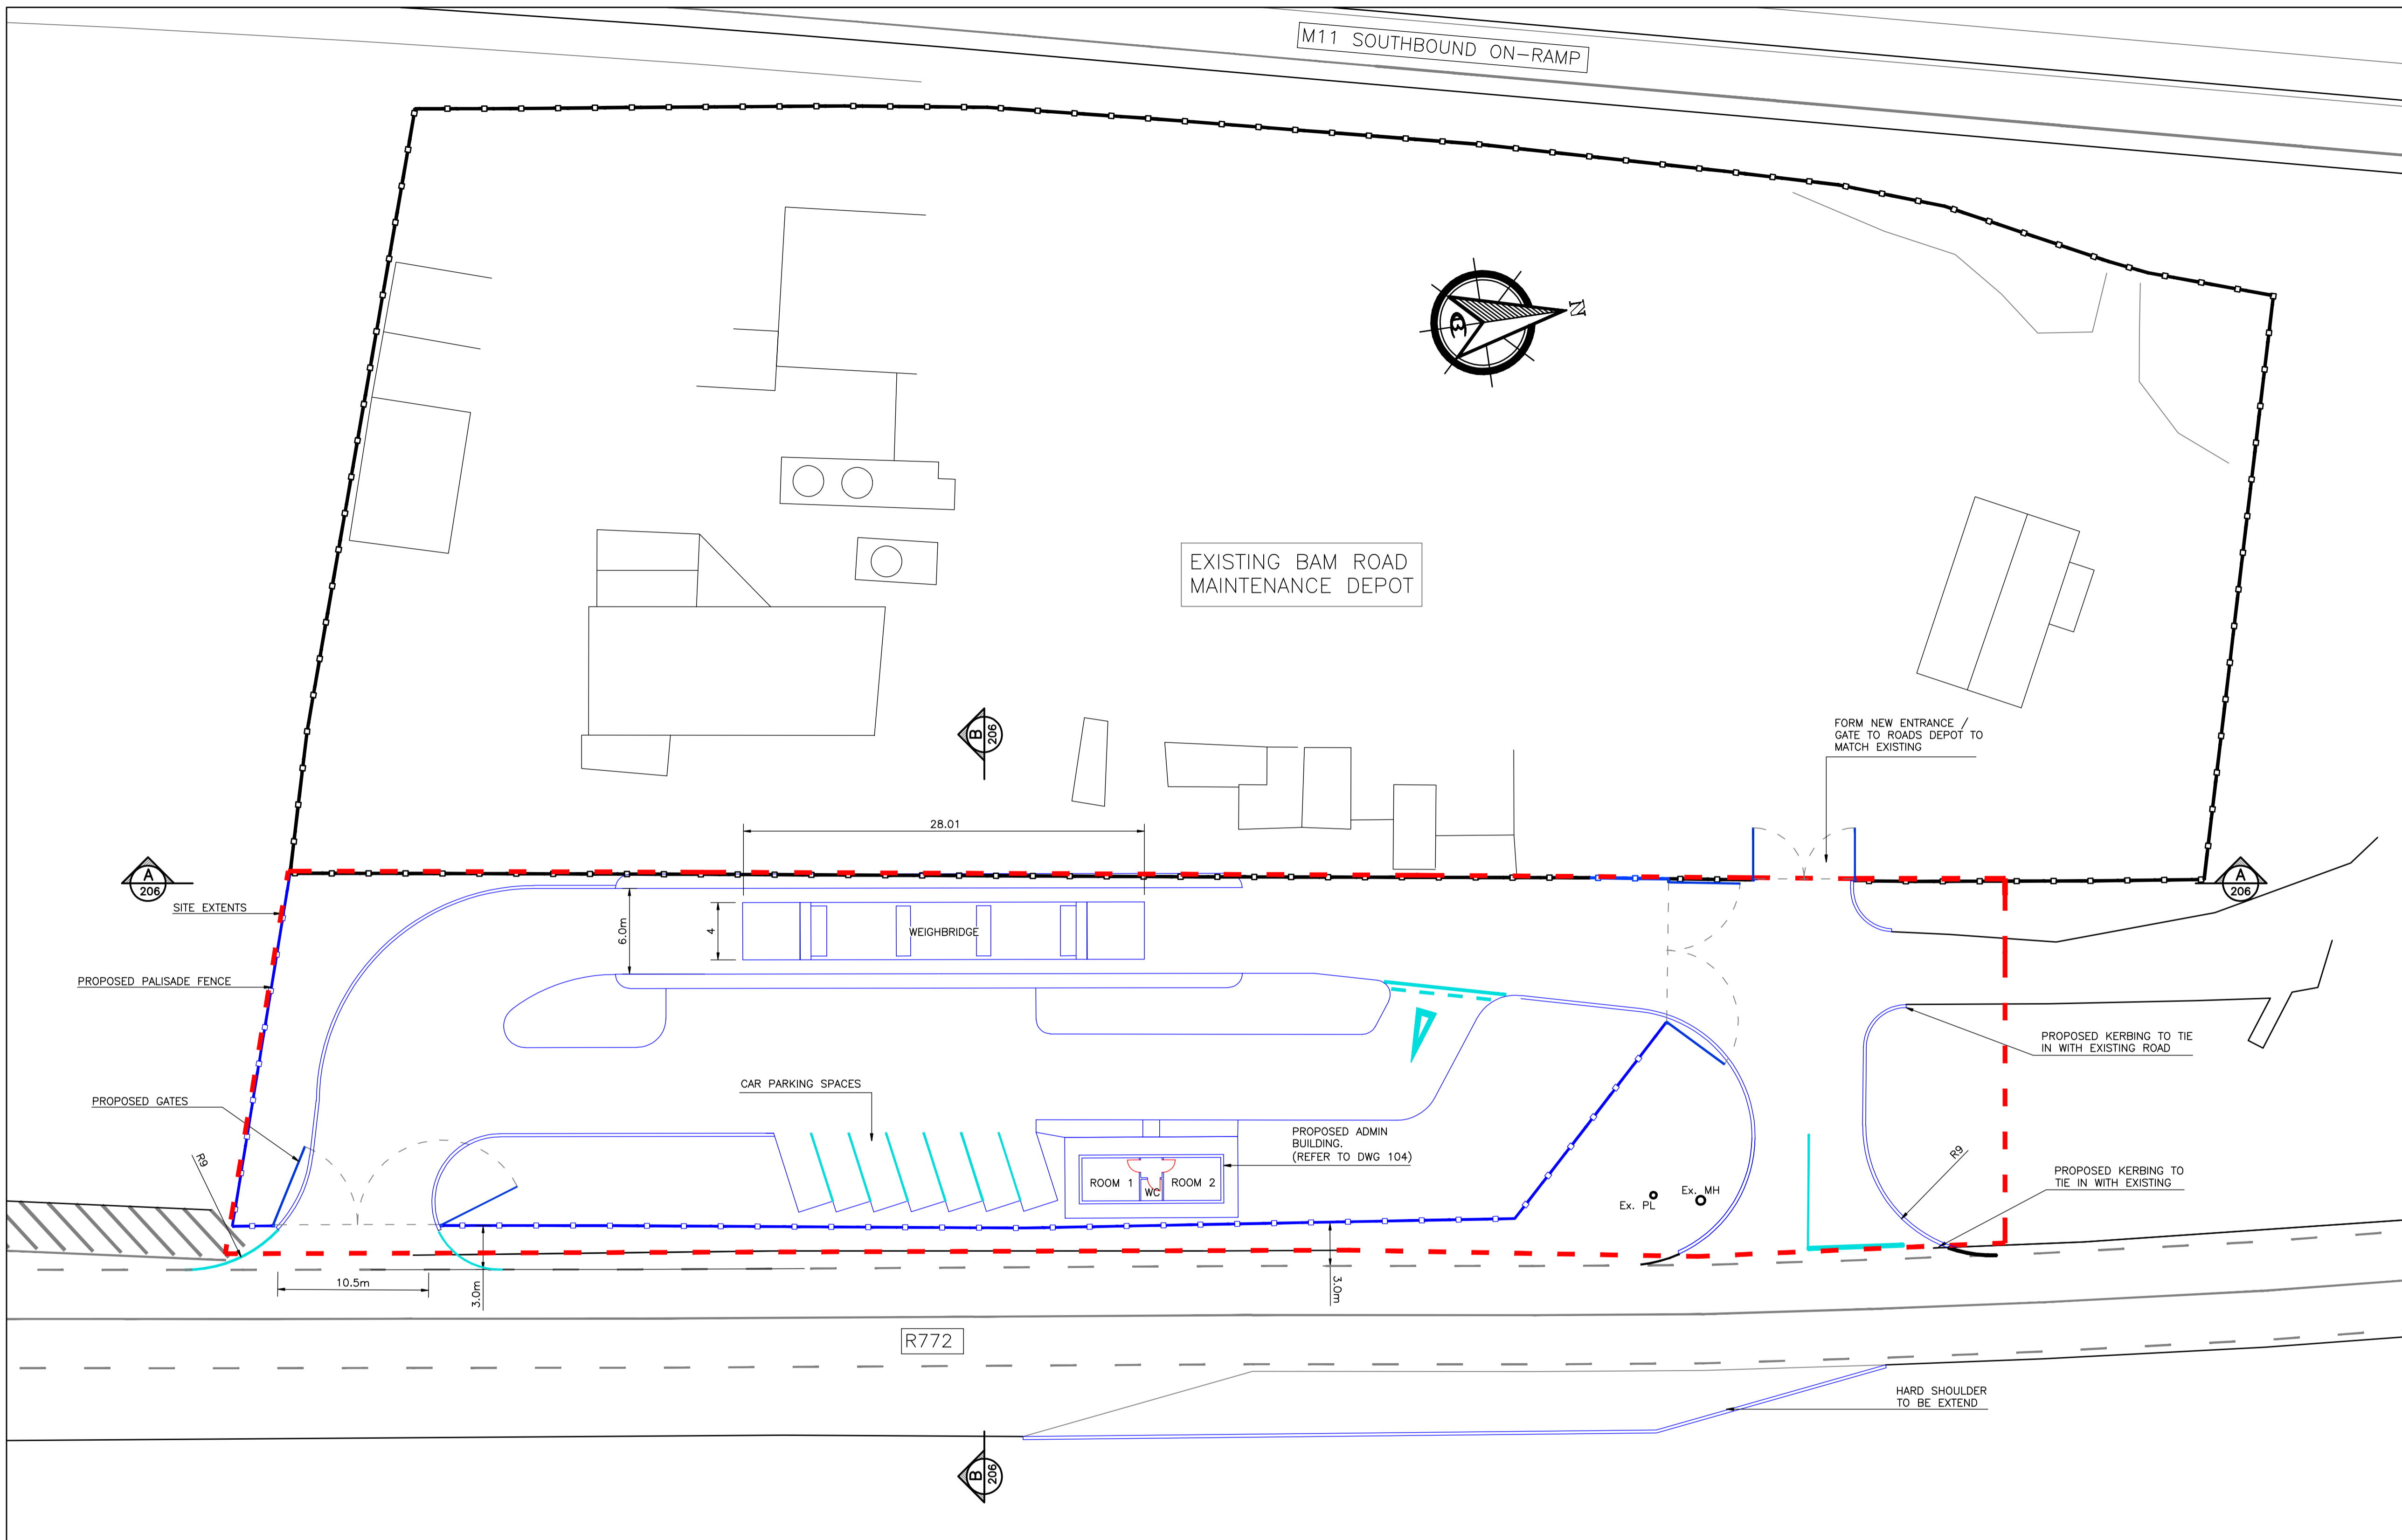 M11 SOUTHBOUND ON-RAMP
N
EXISTING BAM ROAD
MAINTENANCE DEPOT
B
206
FORM NEW ENTRANCE /
GATE TO ROADS DEPOT TO
MATCH EXISTING
28.01
A
206
A
206
SITE EXTENTS
6.0m
4
WEIGHBRIDGE
PROPOSED PALISADE FENCE
PROPOSED KERBING TO TIE
IN WITH EXISTING ROAD
CAR PARKING SPACES
PROPOSED GATES
PROPOSED ADMIN
BUILDING.
(REFER TO DWG 104)
R9
R9
ROOM 1
WC
ROOM 2
PROPOSED KERBING TO
TIE IN WITH EXISTING
Ex. PL
Ex. MH
10.5m
3.0m
3.0m
R772
HARD SHOULDER
TO BE EXTEND
B
206